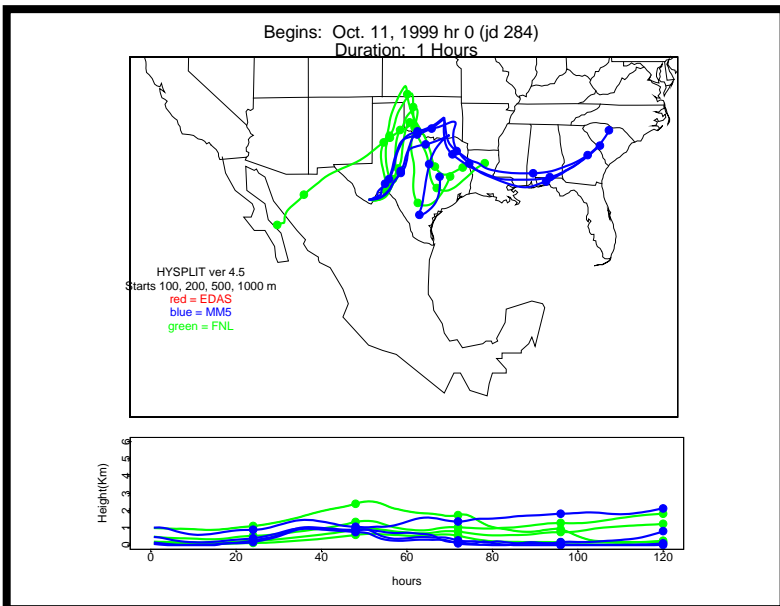 Begins: Oct. 11, 1999 hr 0 (jd 284)
Duration: 1 Hours
HYSPLIT ver 4.5
Starts 100, 200, 500, 1000 m
red = EDAS
blue = MM5
green = FNL
Height(Km)
6
5
4
3
2
1
0
0 20 40 60 80 100 120
hours